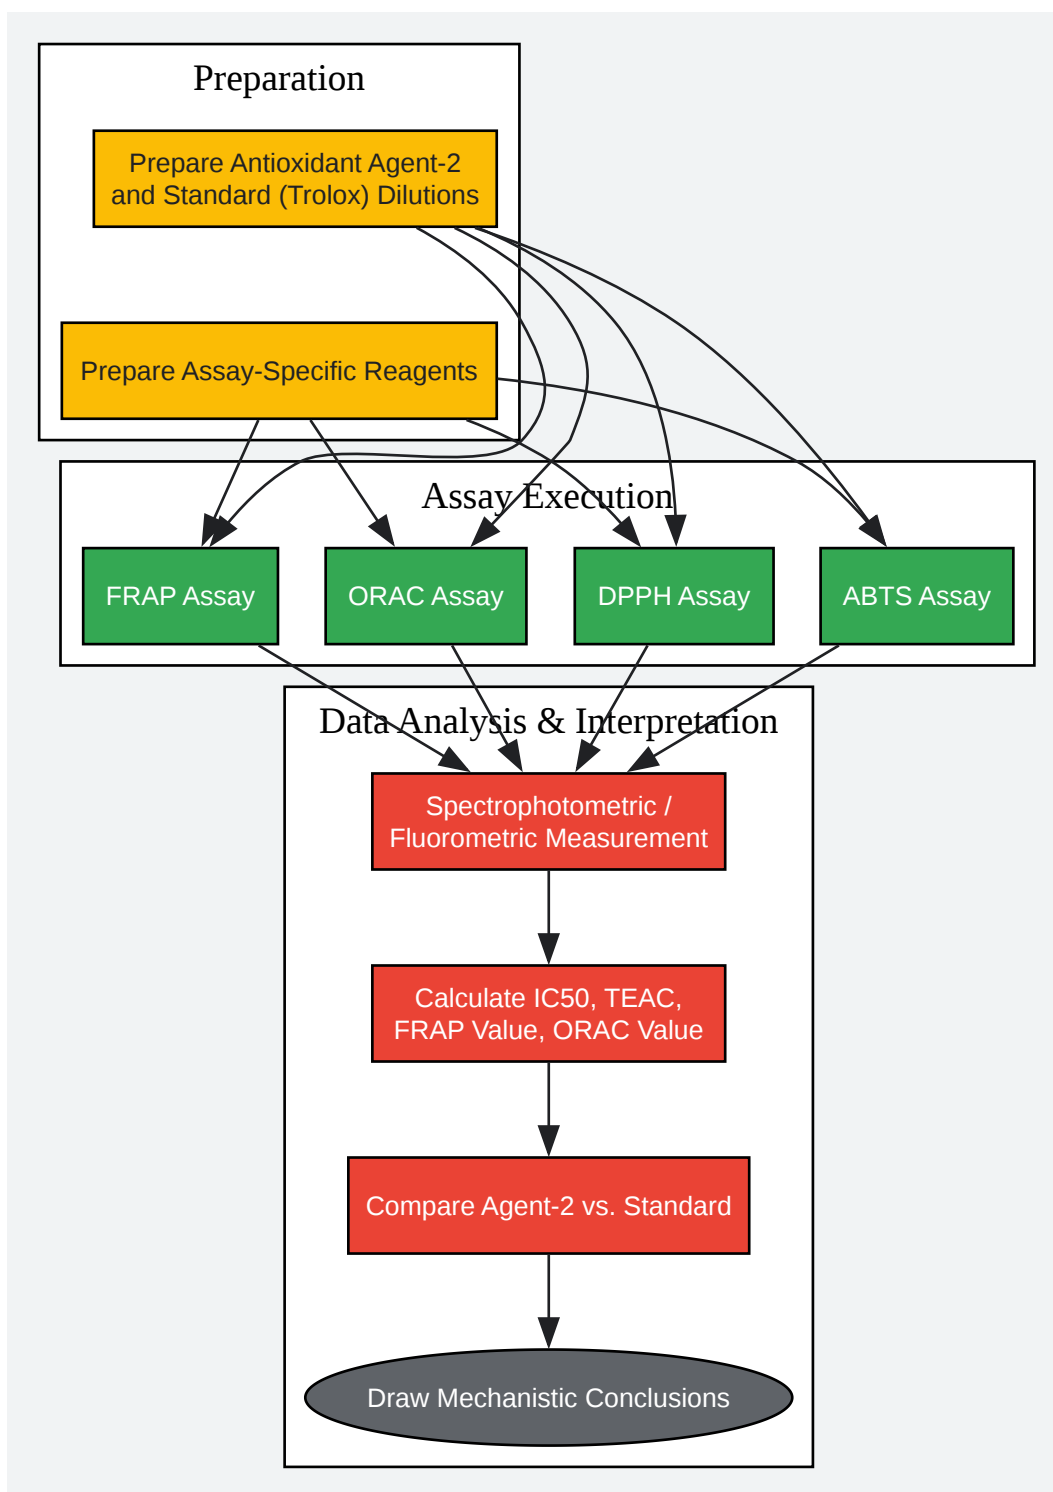 Preparation
Prepare Antioxidant Agent-2
and Standard (Trolox) Dilutions
Prepare Assay-Specific Reagents
Assay Execution
FRAP Assay
ORAC Assay
DPPH Assay
ABTS Assay
Data Analysis & Interpretation
Spectrophotometric /
Fluorometric Measurement
Calculate IC50, TEAC,
FRAP Value, ORAC Value
Compare Agent-2 vs. Standard
Draw Mechanistic Conclusions